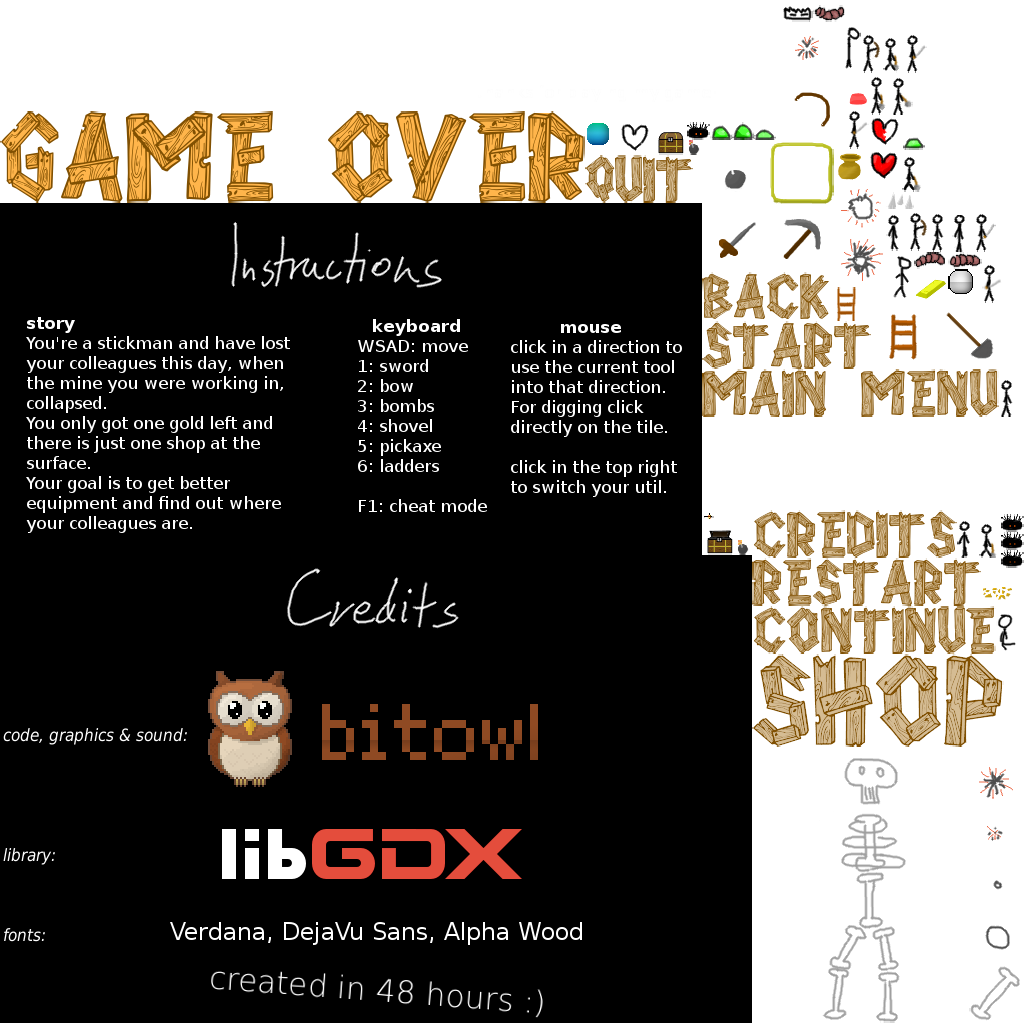 GAME OVER
QUIT
Instructions
story
You're a stickman and have lost
your colleagues this day, when
the mine you were working in,
collapsed.
You only got one gold left and
there is just one shop at the
surface.
Your goal is to get better
equipment and find out where
your colleagues are.
keyboard
WSAD: move
1: sword
2: bow
3: bombs
4: shovel
5: pickaxe
6: ladders
F1: cheat mode
mouse
click in a direction to
use the current tool
into that direction.
For digging click
directly on the tile.
click in the top right
to switch your util.
BACK
START
MAIN MENU
CREDITS
RESTART
CONTINUE
SHOP
Credits
code, graphics & sound:
bitowl
library:
libGDX
fonts:
Verdana, DejaVu Sans, Alpha Wood
created in 48 hours :)